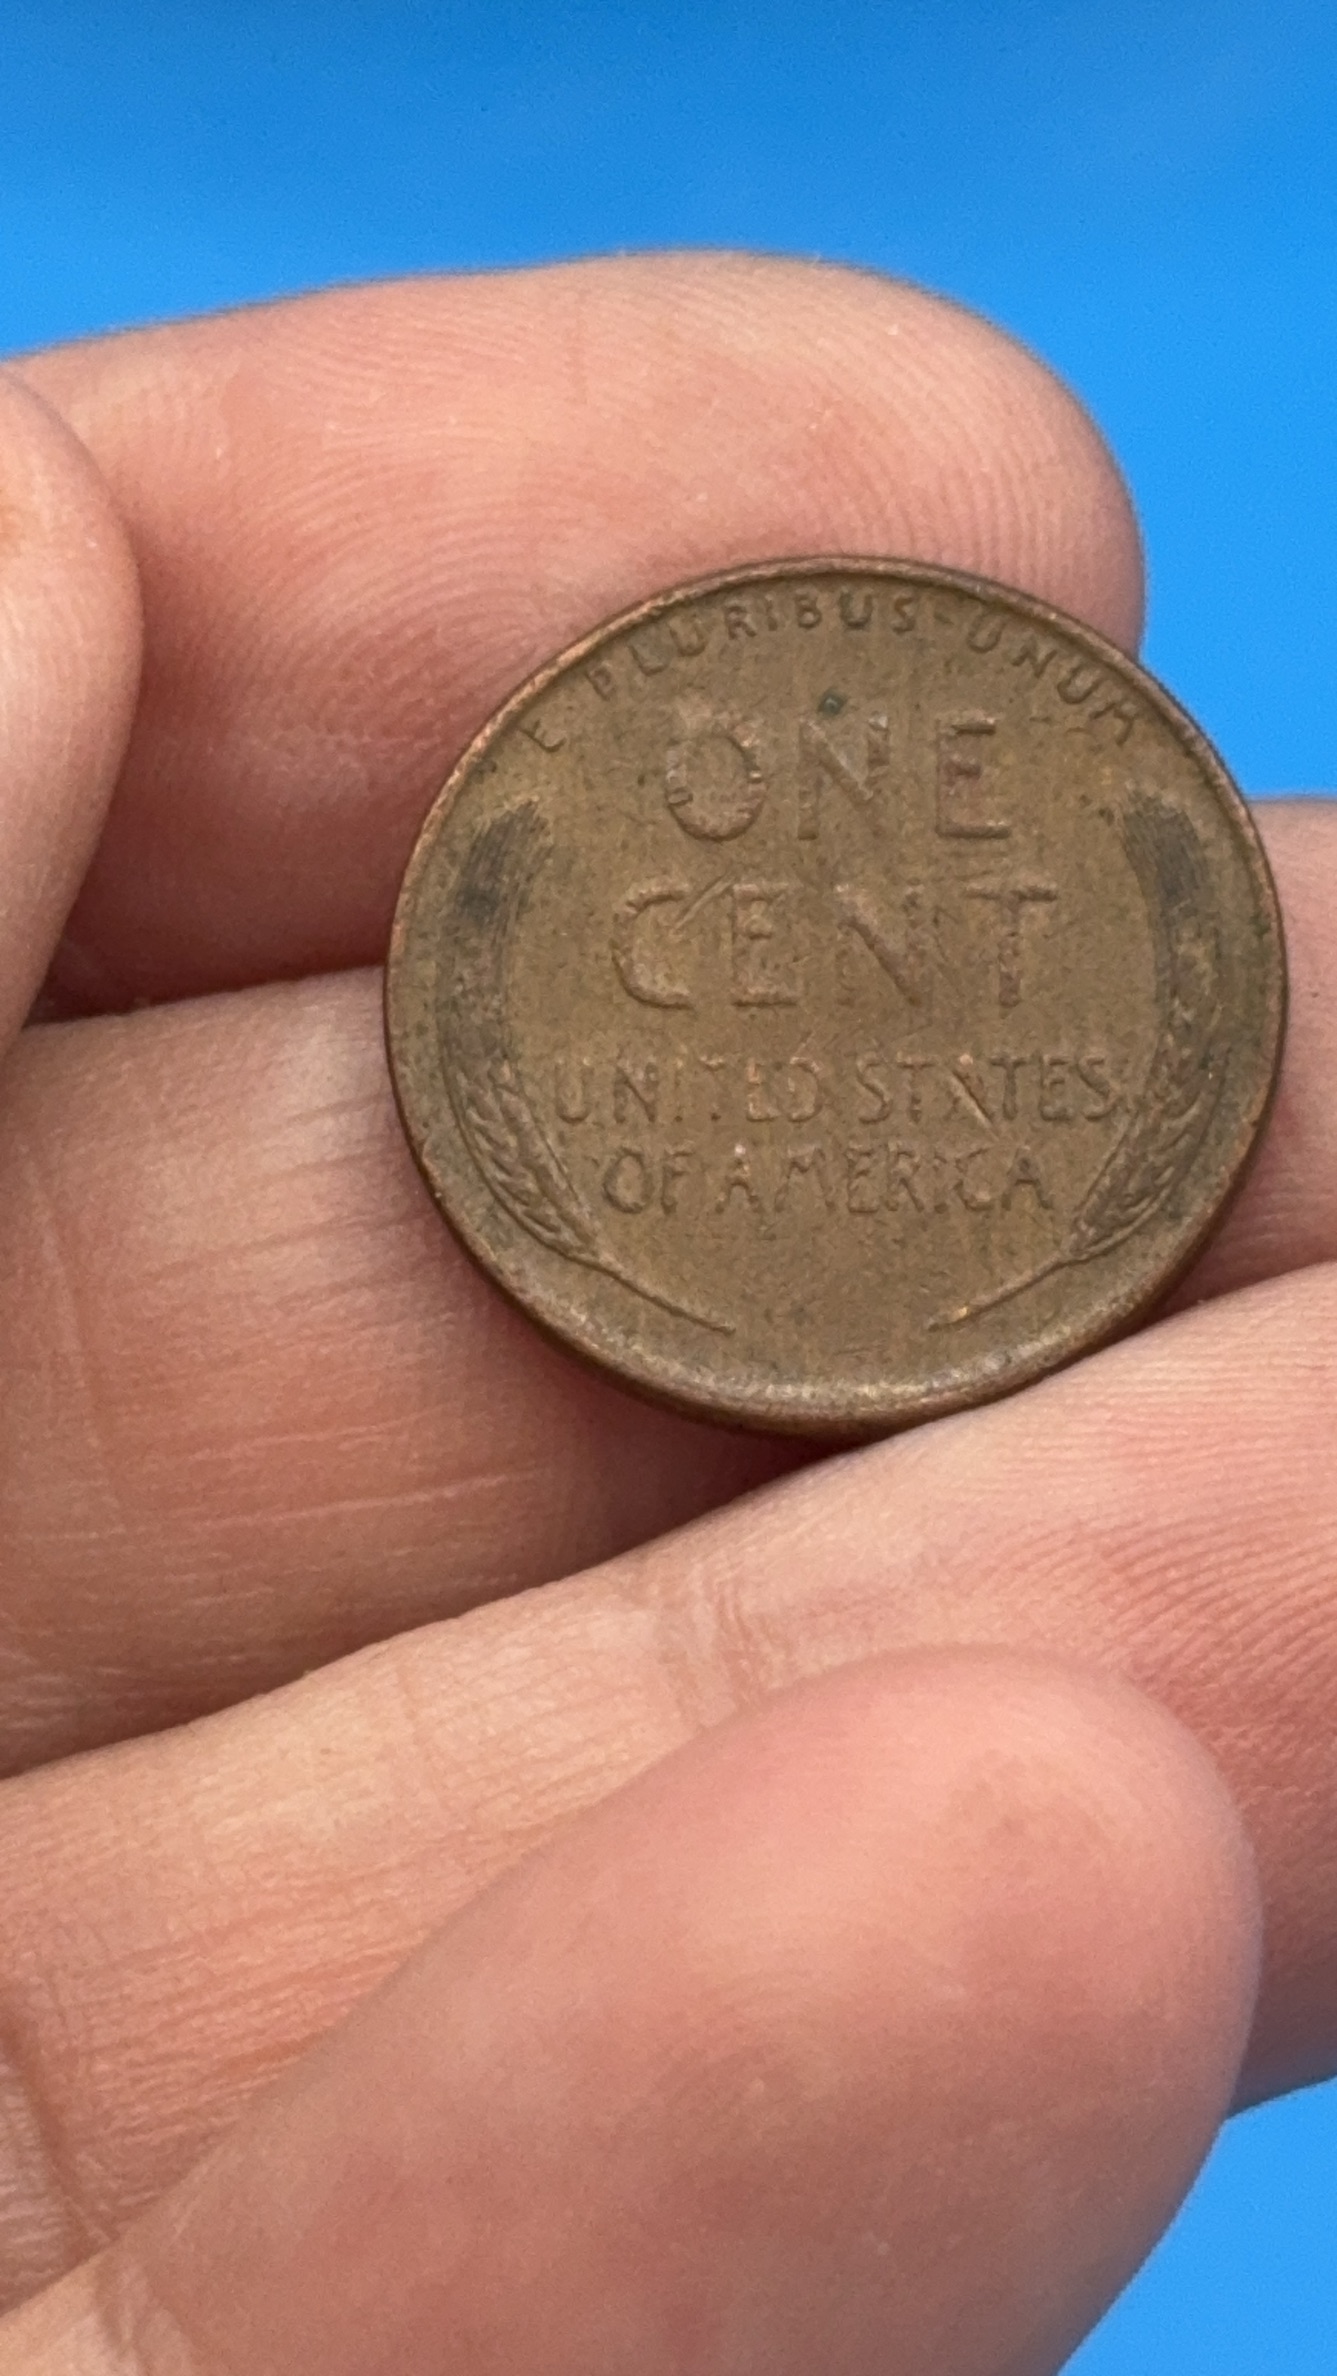 E·PLURIBUS·UNUM
ONE
CENT
UNITED STATES
OF AMERICA